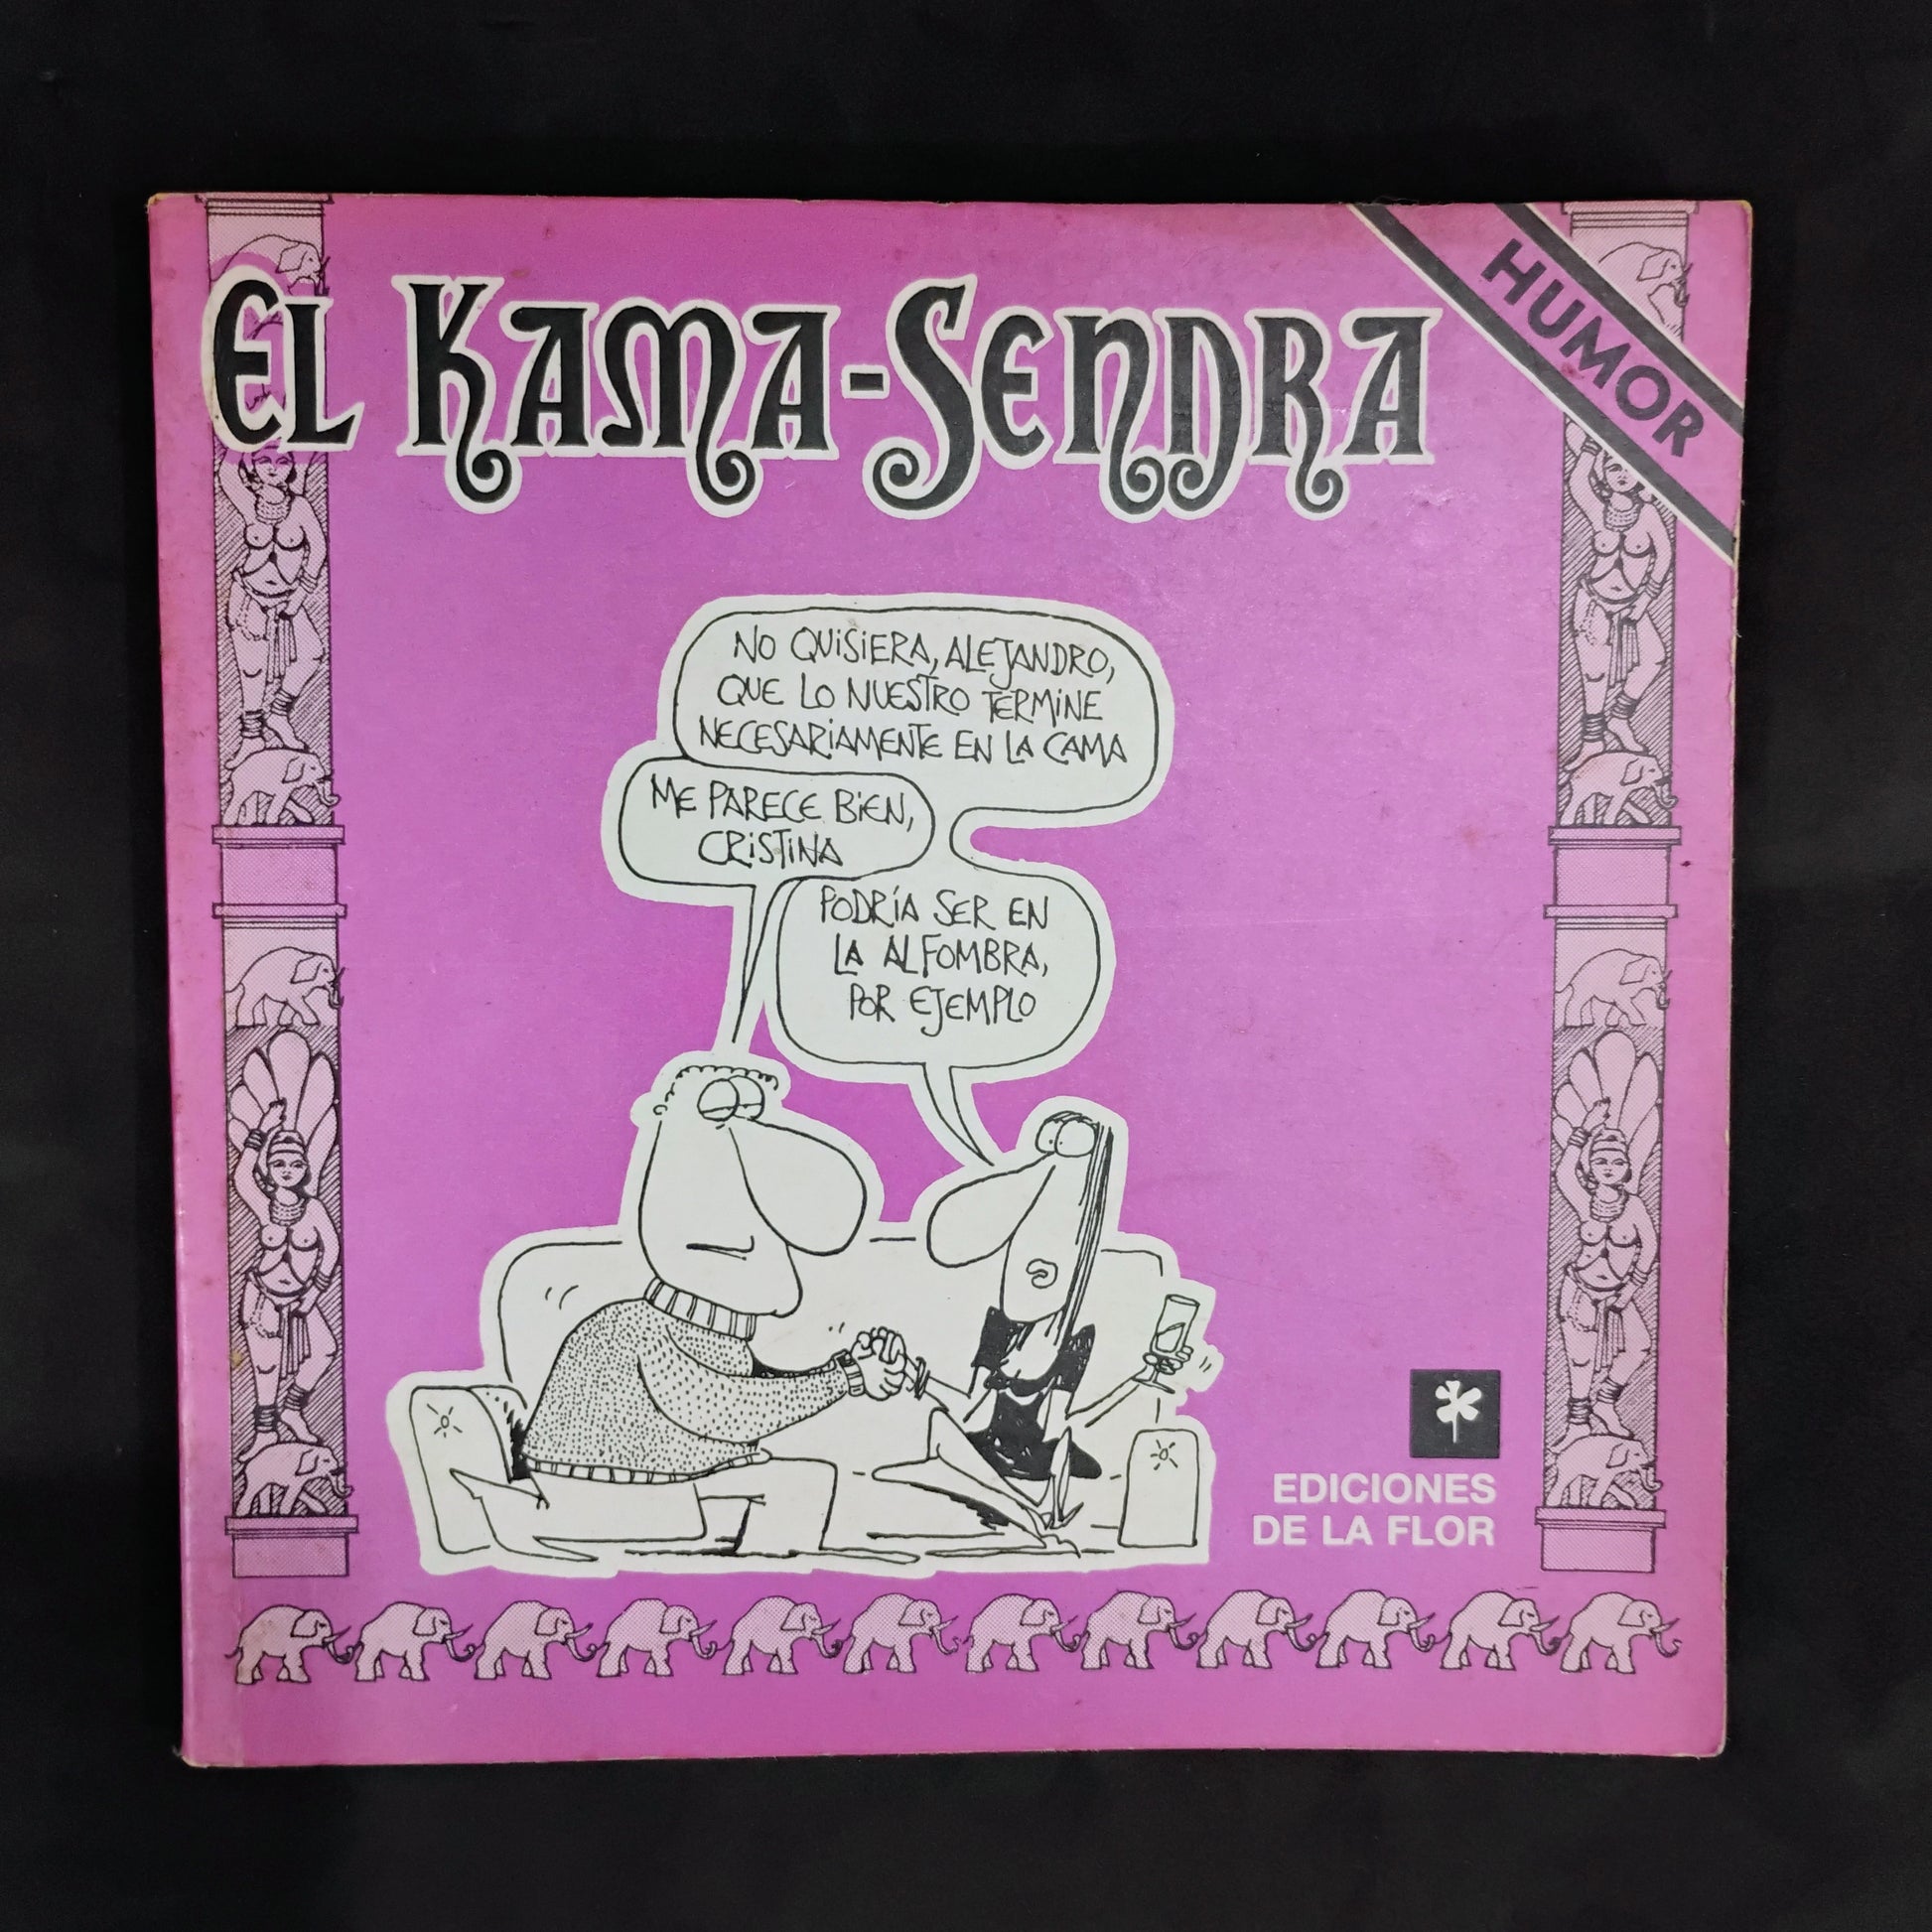 EL KAMA-SENDRA
HUMOR
NO QUISIERA, ALEJANDRO,
QUE LO NUESTRO TERMINE
NECESARIAMENTE EN LA CAMA
ME PARECE BIEN,
CRISTINA
PODRÍA SER EN
LA ALFOMBRA,
POR EJEMPLO
EDICIONES
DE LA FLOR